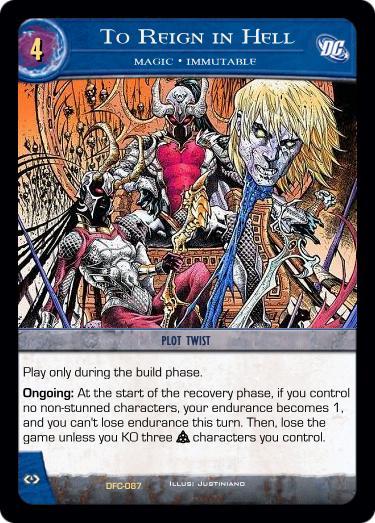 4
To Reign in Hell
DC
Magic • Immutable
PLOT TWIST
Play only during the build phase.
Ongoing: At the start of the recovery phase, if you control
no non-stunned characters, your endurance becomes 1,
and you can't lose endurance this turn. Then, lose the
game unless you KO three characters you control.
DFC-087
Illus: Justiniano